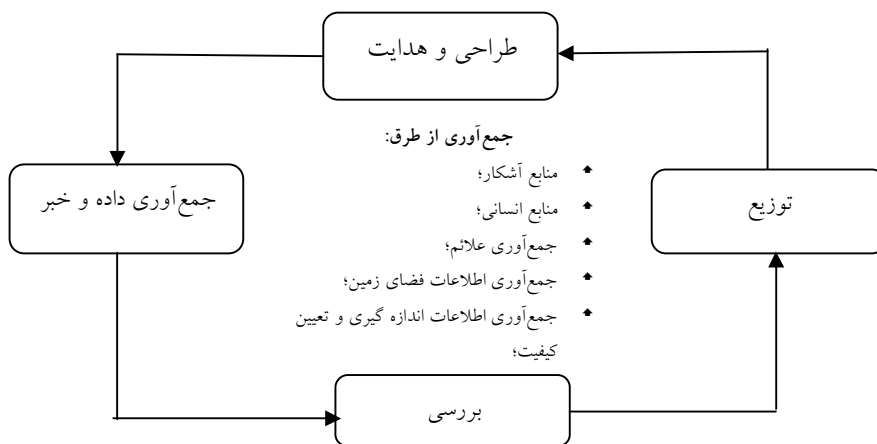 طراحی و هدایت
جمع‌آوری از طرق:
منابع آشکار؛
منابع انسانی؛
جمع‌آوری علائم؛
جمع‌آوری اطلاعات فضای زمین؛
جمع‌آوری اطلاعات اندازه گیری و تعیین
کیفیت؛
توزیع
جمع‌آوری داده و خبر
بررسی